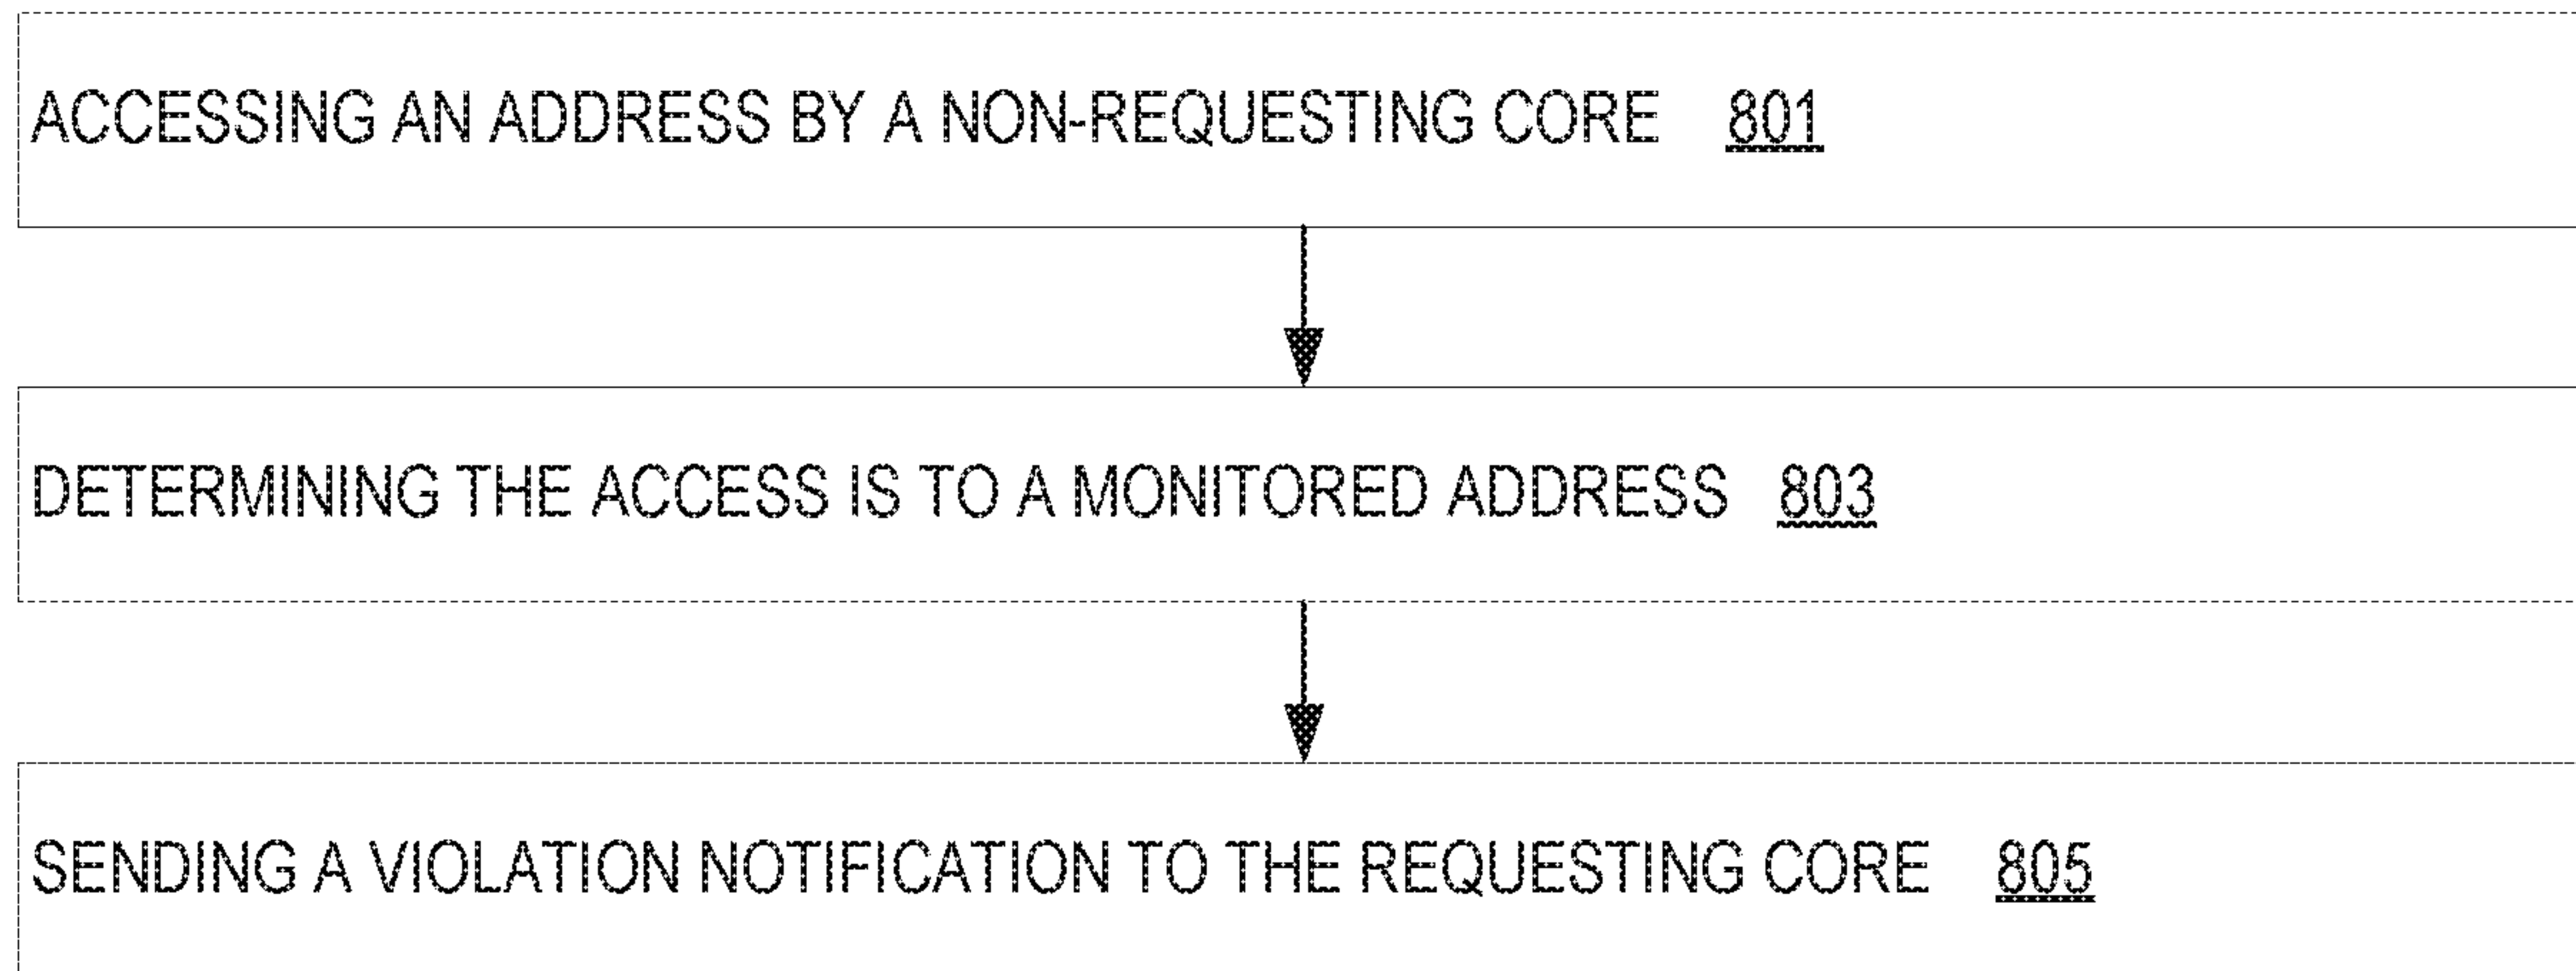 ACCESSING AN ADDRESS BY A NON-REQUESTING CORE 801
DETERMINING THE ACCESS IS TO A MONITORED ADDRESS 803
SENDING A VIOLATION NOTIFICATION TO THE REQUESTING CORE 805